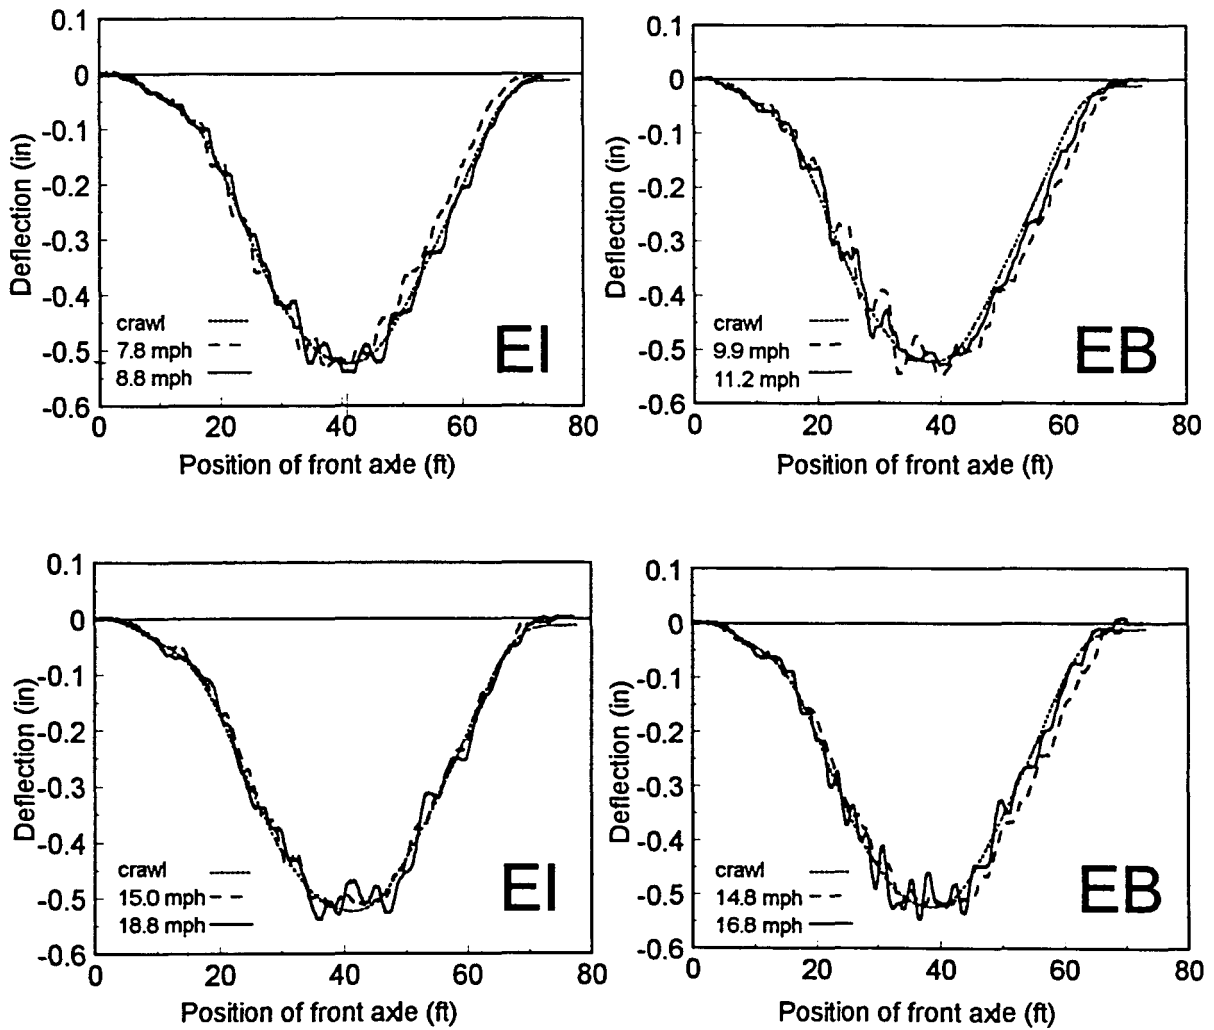 0.1
0
-0.1
-0.2
-0.3
-0.4
-0.5
-0.6
Deflection (in)
crawl
7.8 mph
8.8 mph
EI
0 20 40 60 80
Position of front axle (ft)
0.1
0
-0.1
-0.2
-0.3
-0.4
-0.5
-0.6
Deflection (in)
crawl
9.9 mph
11.2 mph
EB
0 20 40 60 80
Position of front axle (ft)
0.1
0
-0.1
-0.2
-0.3
-0.4
-0.5
-0.6
Deflection (in)
crawl
15.0 mph
18.8 mph
EI
0 20 40 60 80
Position of front axle (ft)
0.1
0
-0.1
-0.2
-0.3
-0.4
-0.5
-0.6
Deflection (in)
crawl
14.8 mph
16.8 mph
EB
0 20 40 60 80
Position of front axle (ft)